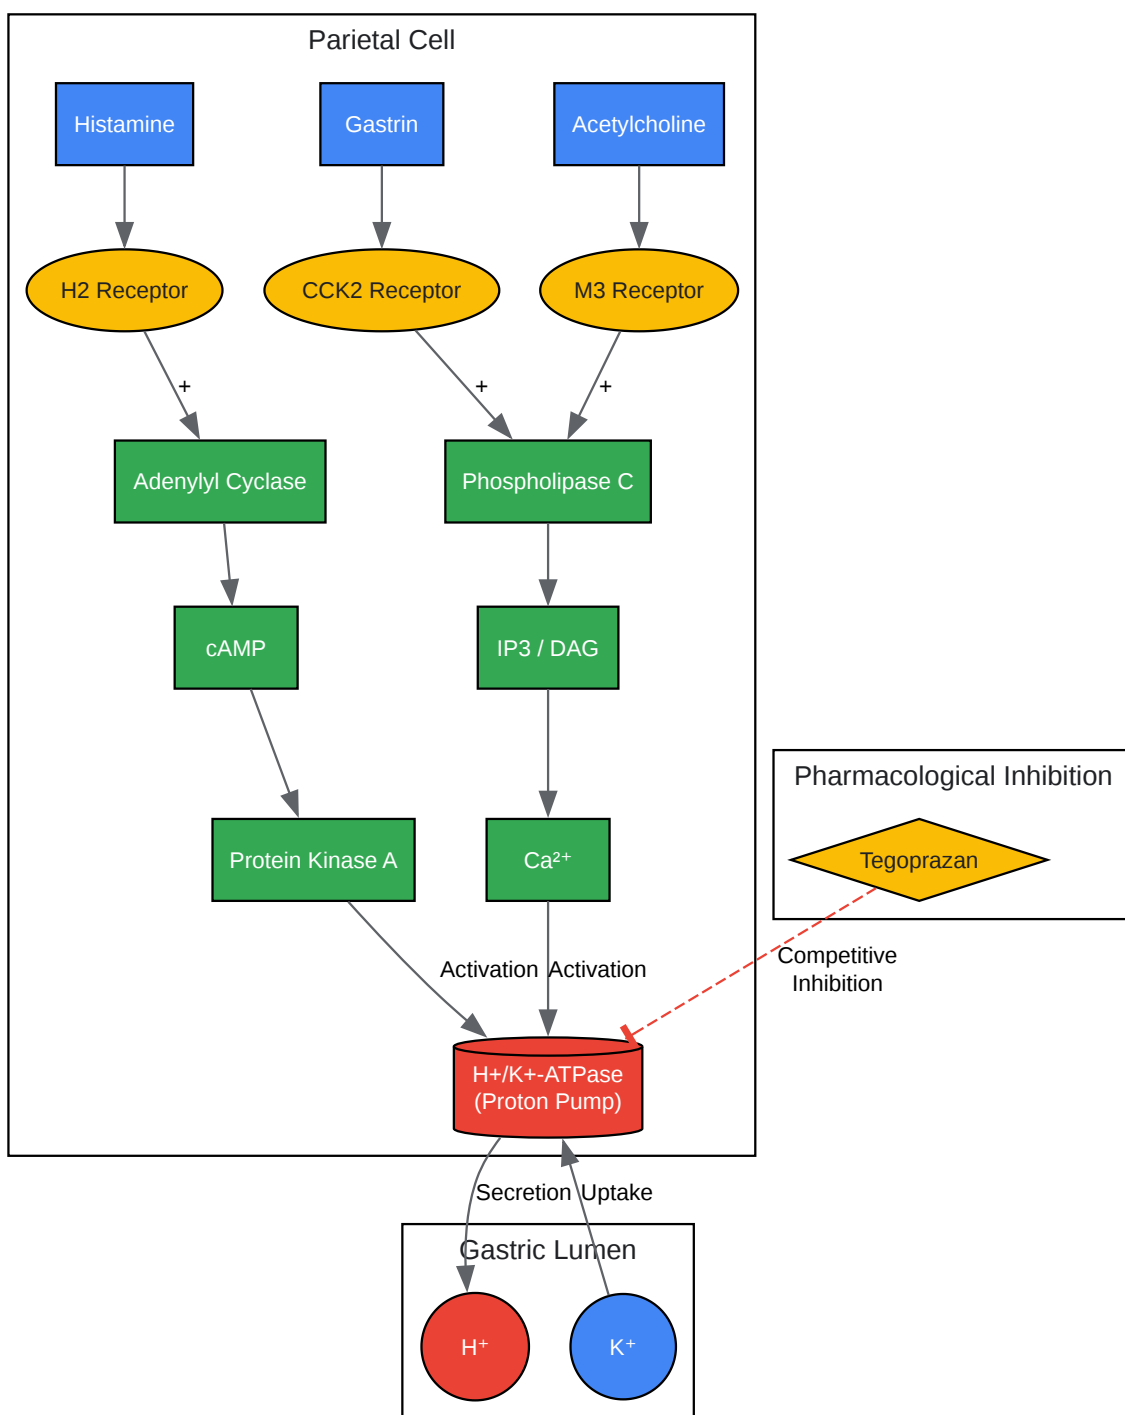 Parietal Cell
Histamine
Gastrin
Acetylcholine
H2 Receptor
CCK2 Receptor
M3 Receptor
+
+
+
Adenylyl Cyclase
Phospholipase C
cAMP
IP3 / DAG
Pharmacological Inhibition
Protein Kinase A
Ca²⁺
Tegoprazan
Activation
Activation
Competitive
Inhibition
H+/K+-ATPase
(Proton Pump)
Secretion
Uptake
Gastric Lumen
H⁺
K⁺